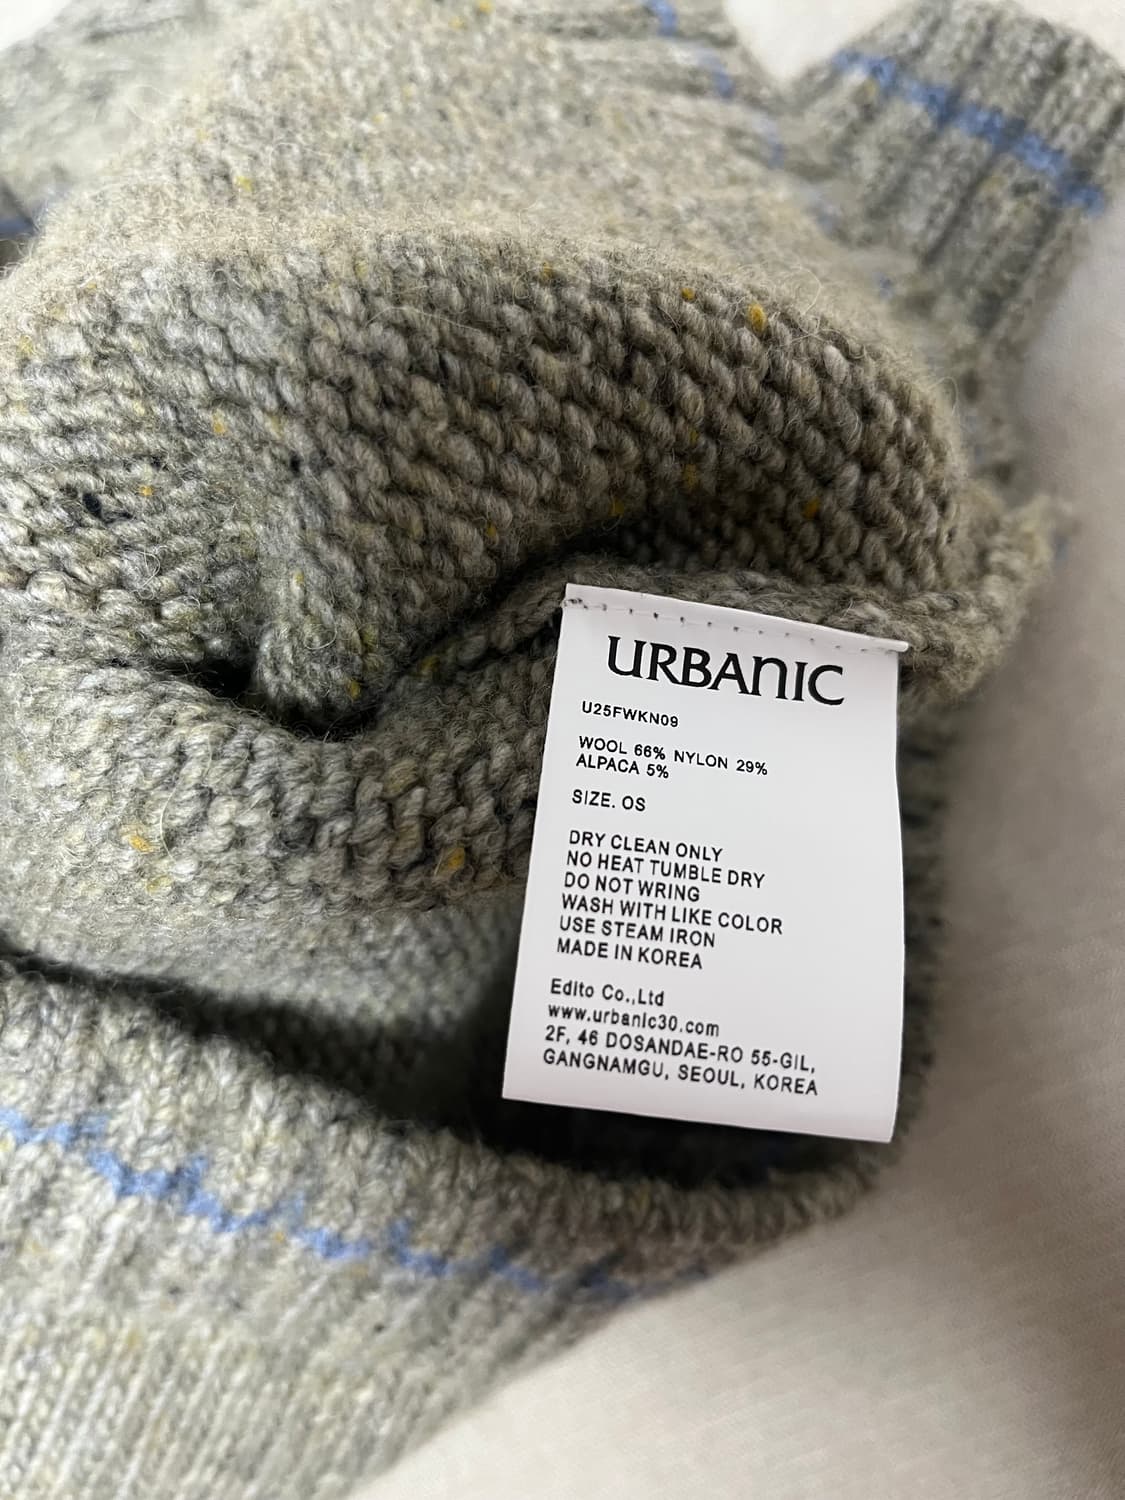 URBANIC
U25FWKN09
WOOL 66% NYLON 29%
ALPACA 5%
SIZE. OS
DRY CLEAN ONLY
NO HEAT TUMBLE DRY
DO NOT WRING
WASH WITH LIKE COLOR
USE STEAM IRON
MADE IN KOREA
Edito Co.,Ltd
www.urbanic30.com
2F, 46 DOSANDAE-RO 55-GIL,
GANGNAMGU, SEOUL, KOREA